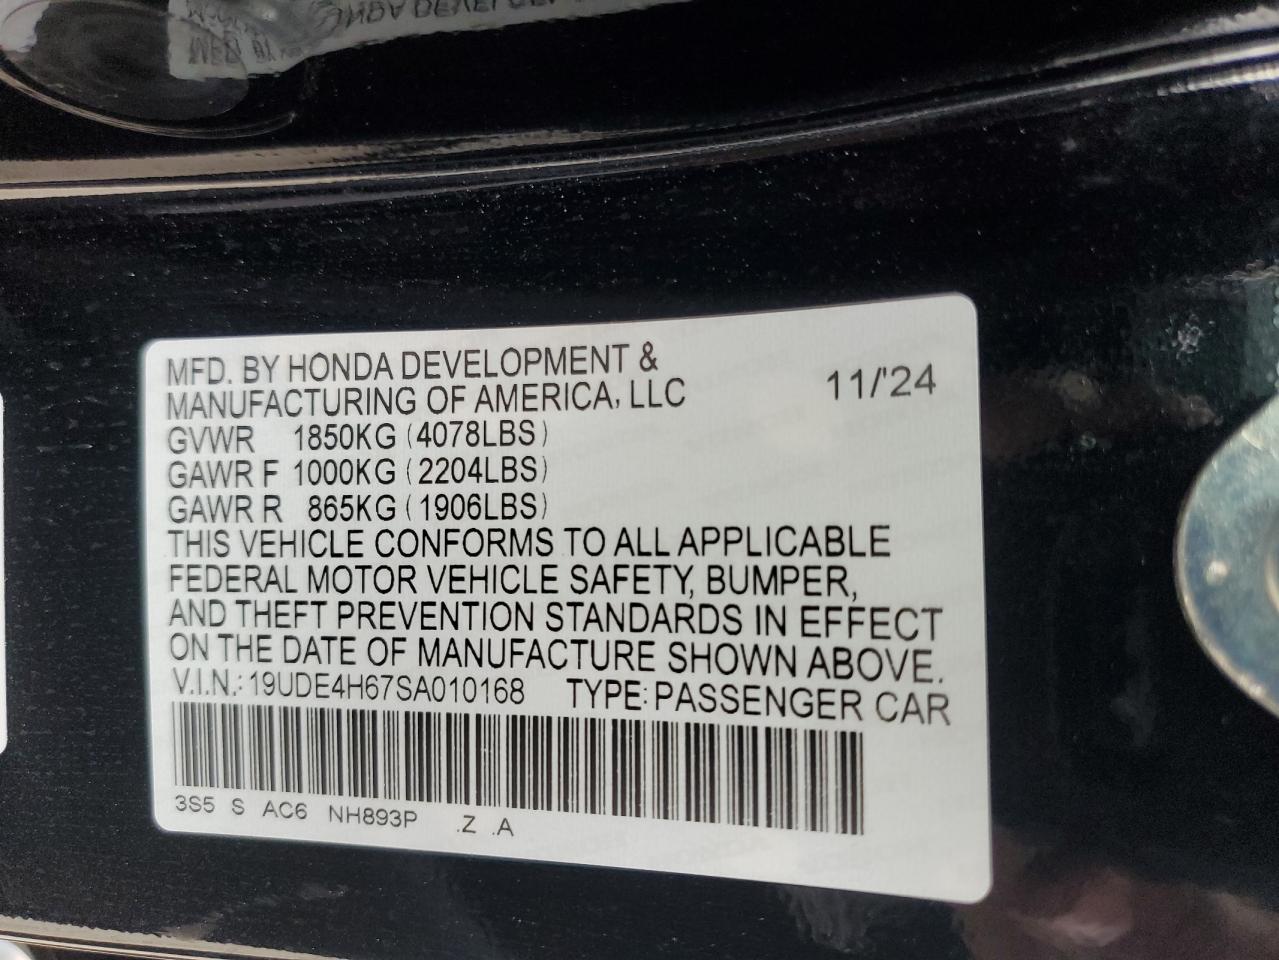 MFD. BY HONDA DEVELOPMENT &
MANUFACTURING OF AMERICA, LLC 11/'24
GVWR 1850KG (4078LBS)
GAWR F 1000KG (2204LBS)
GAWR R 865KG (1906LBS)
THIS VEHICLE CONFORMS TO ALL APPLICABLE
FEDERAL MOTOR VEHICLE SAFETY, BUMPER,
AND THEFT PREVENTION STANDARDS IN EFFECT
ON THE DATE OF MANUFACTURE SHOWN ABOVE.
V.I.N.: 19UDE4H67SA010168 TYPE: PASSENGER CAR
3S5 S AC6 NH893P .Z .A